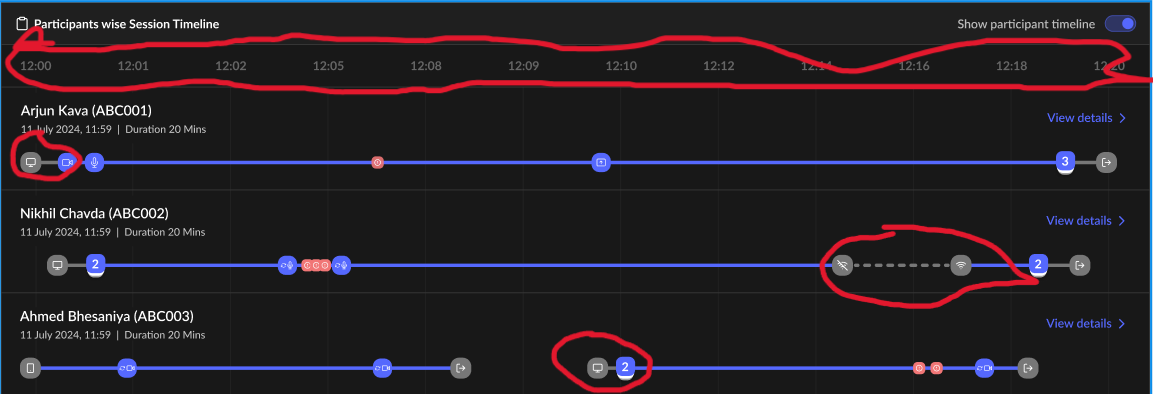 Participants wise Session Timeline
Show participant timeline
12:00 12:01 12:02 12:05 12:08 12:09 12:10 12:12 12:14 12:16 12:18 12:20
Arjun Kava (ABC001)
View details
11 July 2024, 11:59 | Duration 20 Mins
3
Nikhil Chavda (ABC002)
View details
11 July 2024, 11:59 | Duration 20 Mins
2 2
Ahmed Bhesaniya (ABC003)
View details
11 July 2024, 11:59 | Duration 20 Mins
2